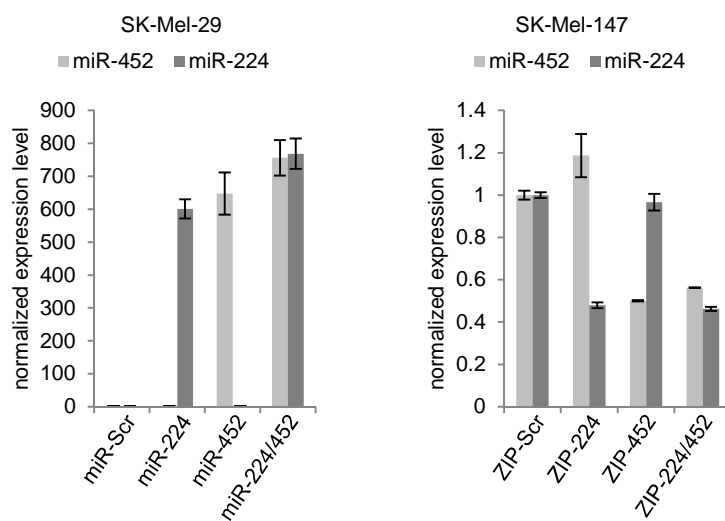 SK-Mel-29
miR-452 miR-224
normalized expression level
900
800
700
600
500
400
300
200
100
0
miR-Scr
miR-224
miR-452
miR-224/452
SK-Mel-147
miR-452 miR-224
normalized expression level
1.4
1.2
1
0.8
0.6
0.4
0.2
0
ZIP-Scr
ZIP-224
ZIP-452
ZIP-224/452